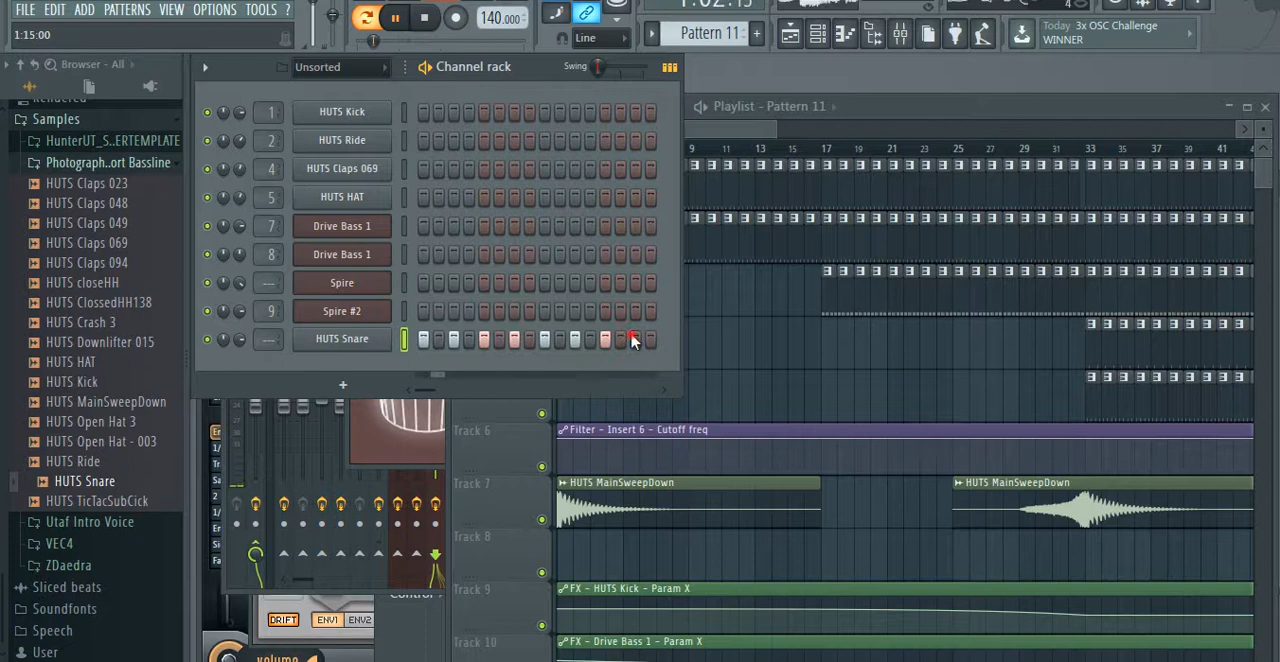 FILE EDIT ADD PATTERNS VIEW OPTIONS TOOLS ?
140.000
1:15:00
Line
Pattern 11
Today 3x OSC Challenge
WINNER
Browser - All
Samples
HunterUT_S..ERTEMPLATE
Photograph..ort Bassline
HUTS Claps 023
HUTS Claps 048
HUTS Claps 049
HUTS Claps 069
HUTS Claps 094
HUTS closeHH
HUTS ClossedHH138
HUTS Crash 3
HUTS Downlifter 015
HUTS HAT
HUTS Kick
HUTS MainSweepDown
HUTS Open Hat 3
HUTS Open Hat - 003
HUTS Ride
HUTS Snare
HUTS TicTacSubCick
Utaf Intro Voice
VEC4
ZDaedra
Sliced beats
Soundfonts
Speech
User
Unsorted
Channel rack
Swing
1 HUTS Kick
2 HUTS Ride
4 HUTS Claps 069
5 HUTS HAT
7 Drive Bass 1
8 Drive Bass 1
--- Spire
9 Spire #2
--- HUTS Snare
+
Playlist - Pattern 11
9 11 13 15 17 19 21 23 25 27 29 31 33 35 37 39 41
Track 6
Filter - Insert 6 - Cutoff freq
Track 7
HUTS MainSweepDown
HUTS MainSweepDown
Track 8
Track 9
FX - HUTS Kick - Param X
Track 10
FX - Drive Bass 1 - Param X
DRIFT ENV1 ENV2
volume